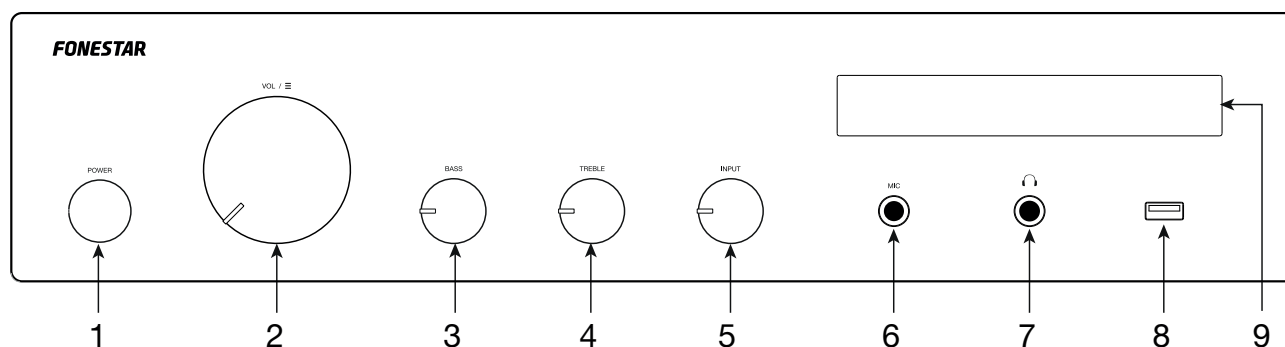 FONESTAR
VOL / ☰
POWER
BASS
TREBLE
INPUT
MIC
1 2 3 4 5 6 7 8 9